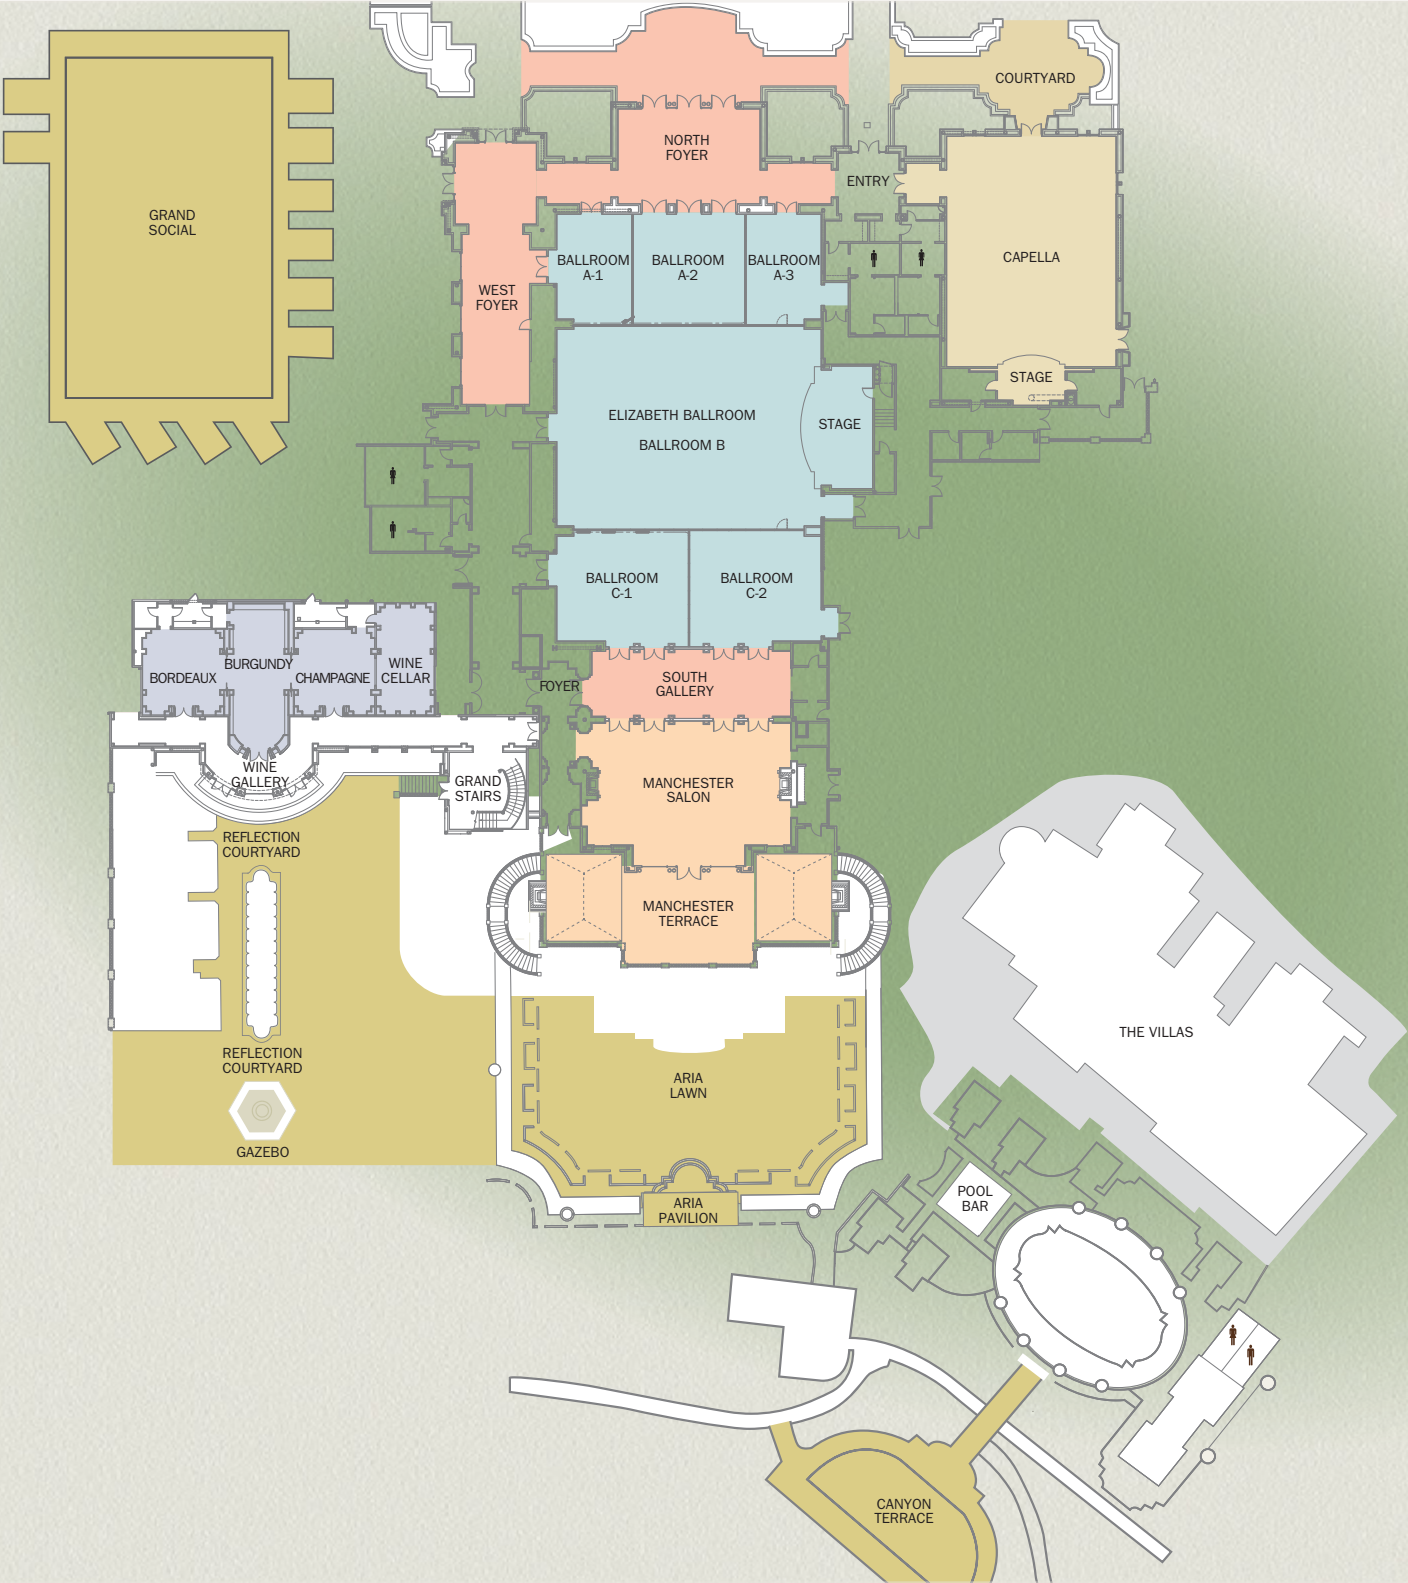 COURTYARD
NORTH
FOYER
ENTRY
GRAND
SOCIAL
CAPELLA
BALLROOM
A-1
BALLROOM
A-2
BALLROOM
A-3
WEST
FOYER
STAGE
ELIZABETH BALLROOM
BALLROOM B
STAGE
BALLROOM
C-1
BALLROOM
C-2
BORDEAUX
BURGUNDY
CHAMPAGNE
WINE
CELLAR
FOYER
SOUTH
GALLERY
WINE
GALLERY
GRAND
STAIRS
MANCHESTER
SALON
REFLECTION
COURTYARD
MANCHESTER
TERRACE
THE VILLAS
REFLECTION
COURTYARD
ARIA
LAWN
GAZEBO
POOL
BAR
ARIA
PAVILION
CANYON
TERRACE